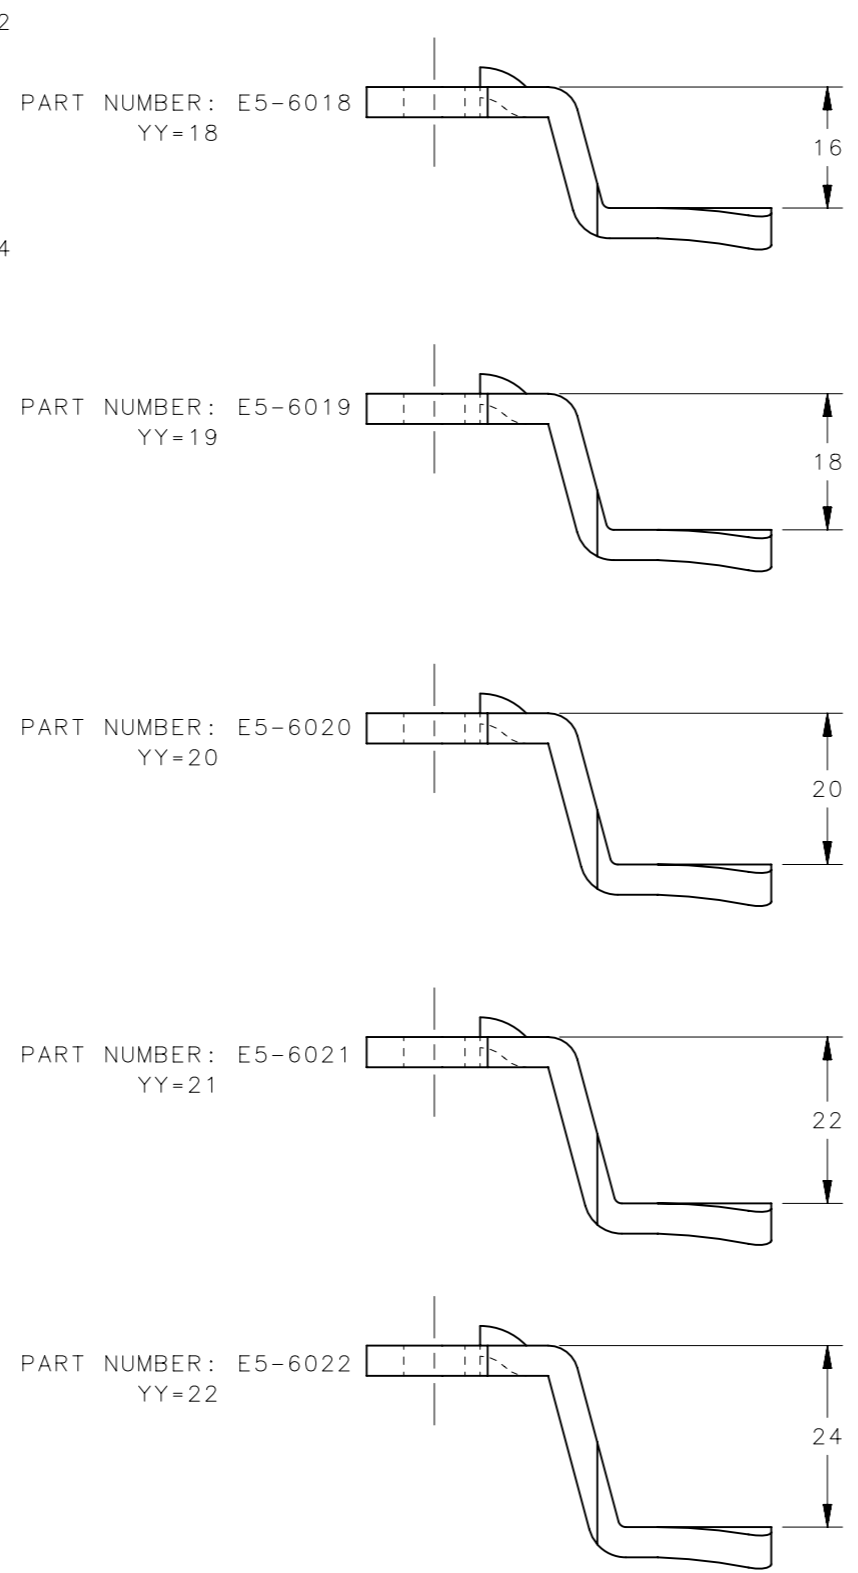 2
PART NUMBER: E5-6018
YY=18
16
4
PART NUMBER: E5-6019
YY=19
18
PART NUMBER: E5-6020
YY=20
20
PART NUMBER: E5-6021
YY=21
22
PART NUMBER: E5-6022
YY=22
24